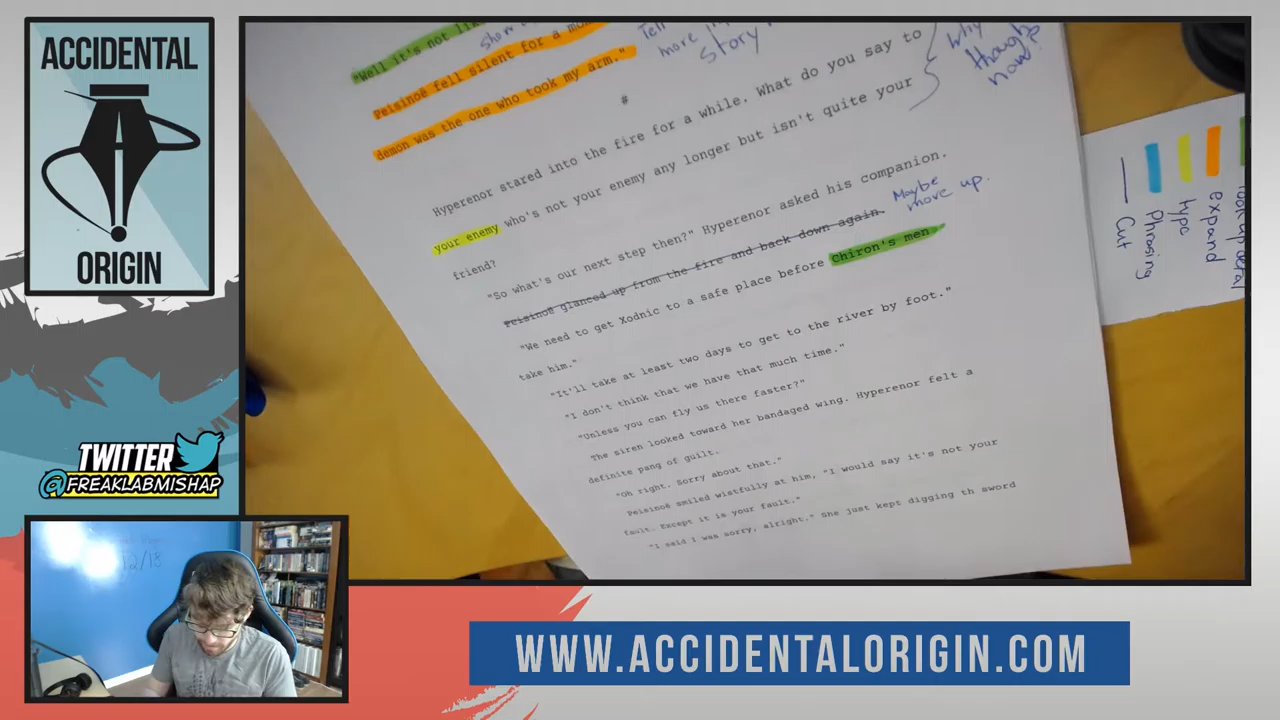 ACCIDENTAL
ORIGIN
TWITTER
@FREAKLABMISHAP
12/18
"Well it's not
Peisinoë fell silent for a
demon was the one who took my arm."
more
story
why
now?
#
Hyperenor stared into the fire for a while. What do you say to
your enemy who's not your enemy any longer but isn't quite your
friend?
"So what's our next step then?" Hyperenor asked his companion.
Peisinoë glanced up from the fire and back down again.
Maybe
move up.
"We need to get Xodnic to a safe place before Chiron's men
take him."
"It'll take at least two days to get to the river by foot."
"I don't think that we have that much time."
"Unless you can fly us there faster?"
The siren looked toward her bandaged wing. Hyperenor felt a
definite pang of guilt.
"Oh right. Sorry about that."
Peisinoë smiled wistfully at him, "I would say it's not your
fault. Except it is your fault."
"I said I was sorry, alright." She just kept digging th sword
Cut
Phrasing
hype
expand
WWW.ACCIDENTALORIGIN.COM